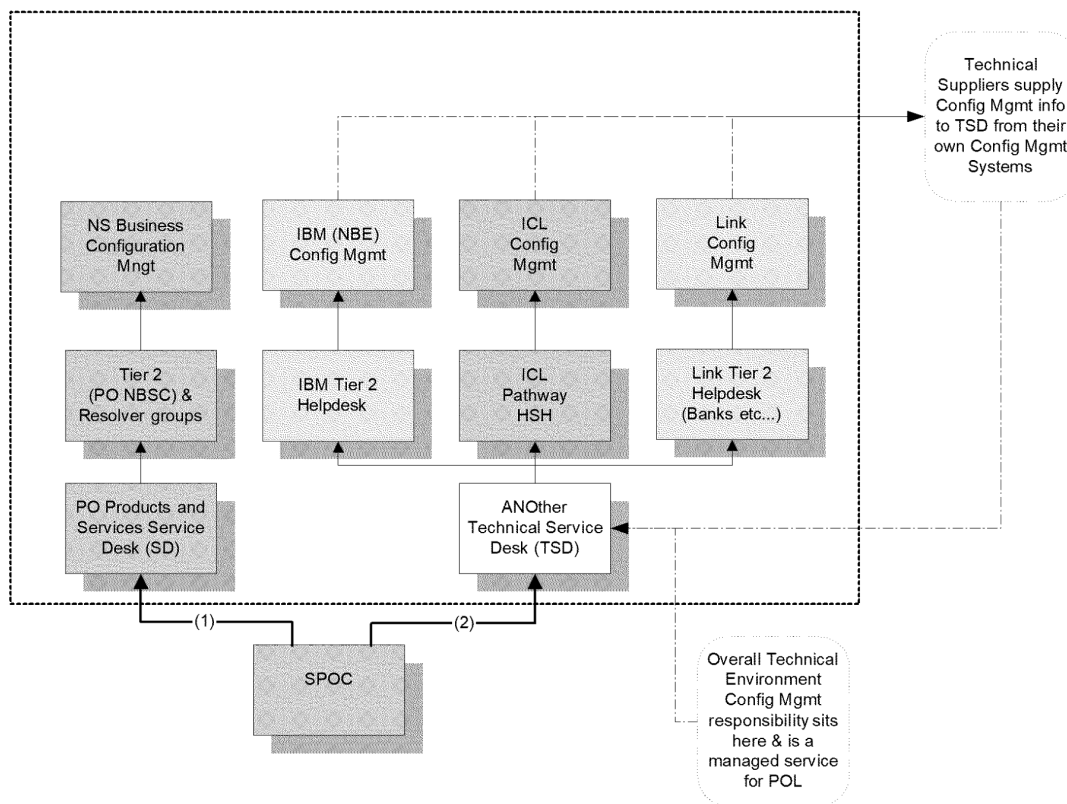 Technical
Suppliers supply
Config Mgmt info
to TSD from their
own Config Mgmt
Systems
NS Business
Configuration
Mngt
IBM (NBE)
Config Mgmt
ICL
Config
Mgmt
Link
Config
Mgmt
Tier 2
(PO NBSC) &
Resolver groups
IBM Tier 2
Helpdesk
ICL
Pathway
HSH
Link Tier 2
Helpdesk
(Banks etc...)
PO Products and
Services Service
Desk (SD)
ANOther
Technical Service
Desk (TSD)
(1)
(2)
SPOC
Overall Technical
Environment
Config Mgmt
responsibility sits
here & is a
managed service
for POL